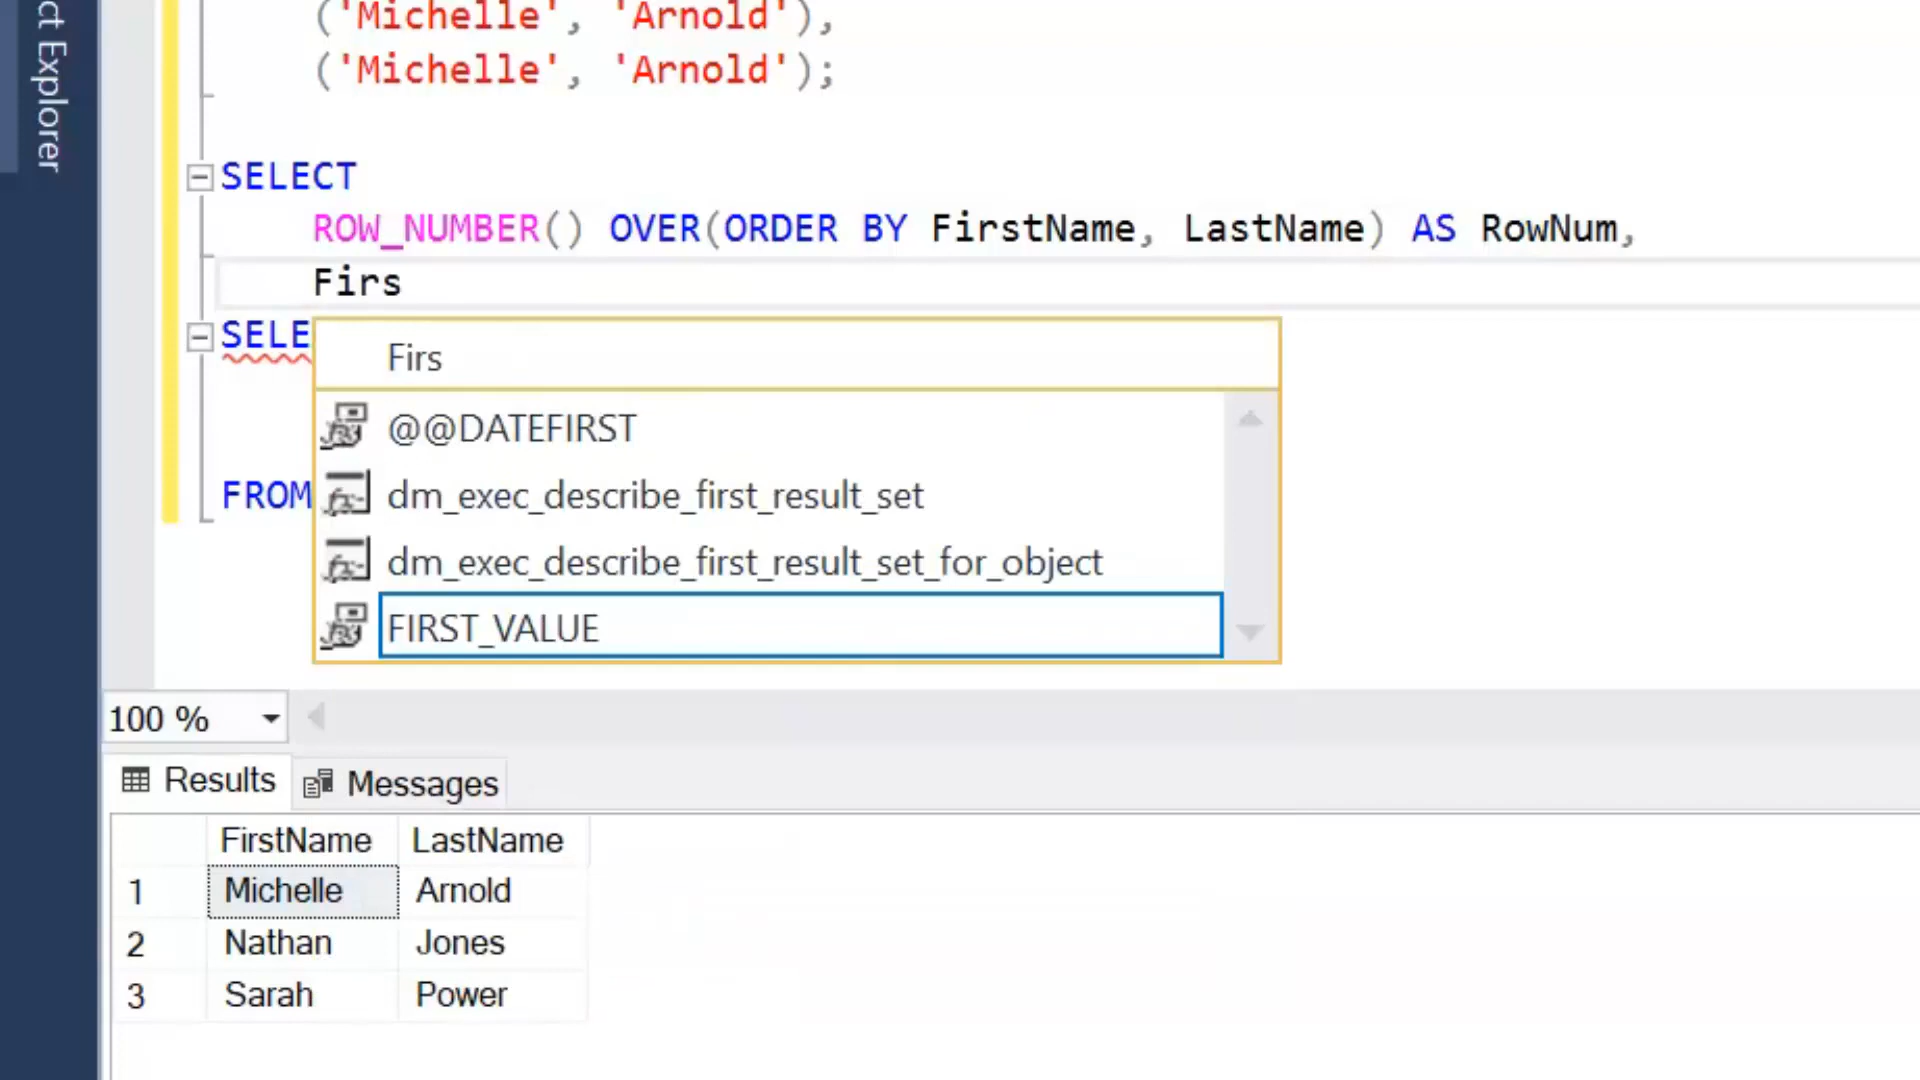 ct Explorer
('Michelle', 'Arnold'),
('Michelle', 'Arnold');
SELECT
ROW_NUMBER() OVER(ORDER BY FirstName, LastName) AS RowNum,
Firs
SELE
Firs
@@DATEFIRST
dm_exec_describe_first_result_set
FROM
dm_exec_describe_first_result_set_for_object
FIRST_VALUE
100 %
Results
Messages
FirstName LastName
1 Michelle Arnold
2 Nathan Jones
3 Sarah Power